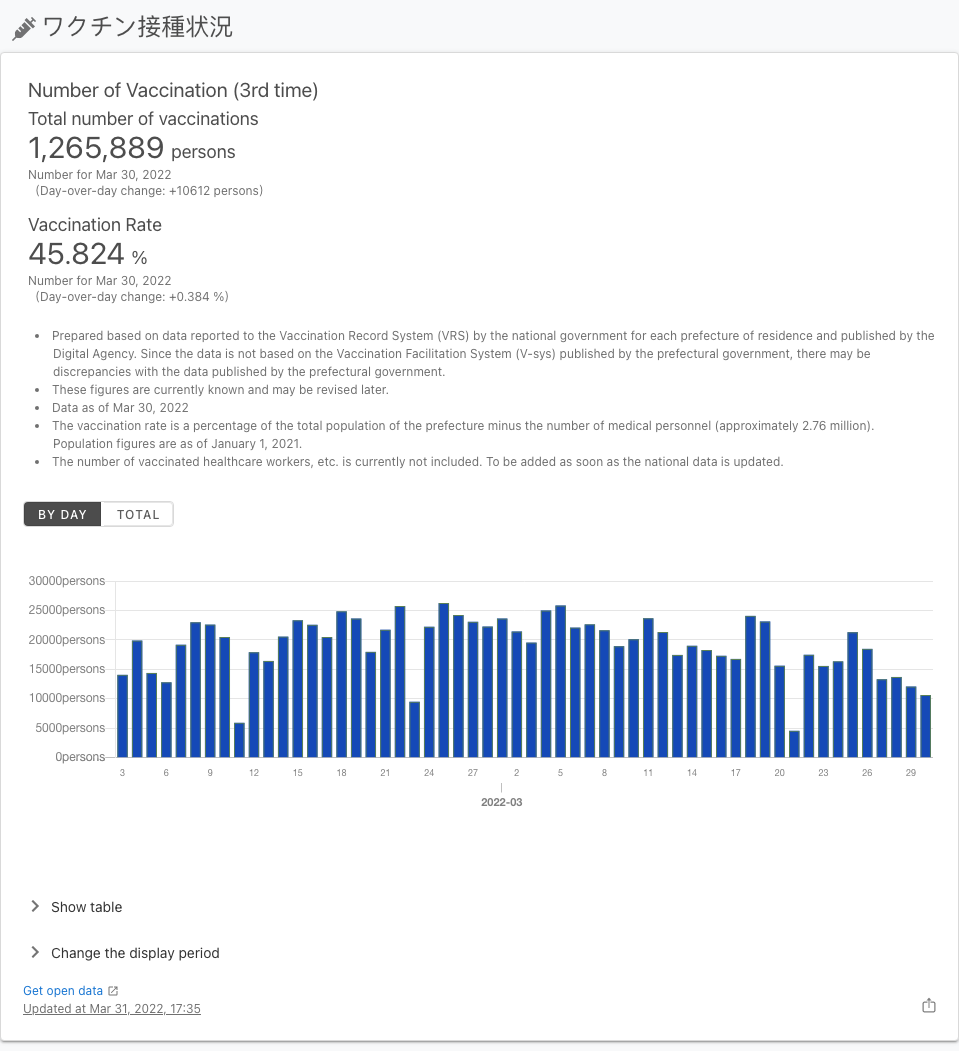 ワクチン接種状況
Number of Vaccination (3rd time)
Total number of vaccinations
1,265,889 persons
Number for Mar 30, 2022
(Day-over-day change: +10612 persons)
Vaccination Rate
45.824 %
Number for Mar 30, 2022
(Day-over-day change: +0.384 %)
• Prepared based on data reported to the Vaccination Record System (VRS) by the national government for each prefecture of residence and published by the
Digital Agency. Since the data is not based on the Vaccination Facilitation System (V-sys) published by the prefectural government, there may be
discrepancies with the data published by the prefectural government.
• These figures are currently known and may be revised later.
• Data as of Mar 30, 2022
• The vaccination rate is a percentage of the total population of the prefecture minus the number of medical personnel (approximately 2.76 million).
Population figures are as of January 1, 2021.
• The number of vaccinated healthcare workers, etc. is currently not included. To be added as soon as the national data is updated.
BY DAY TOTAL
30000persons
25000persons
20000persons
15000persons
10000persons
5000persons
0persons
3 6 9 12 15 18 21 24 27 2 5 8 11 14 17 20 23 26 29
2022-03
Show table
Change the display period
Get open data
Updated at Mar 31, 2022, 17:35